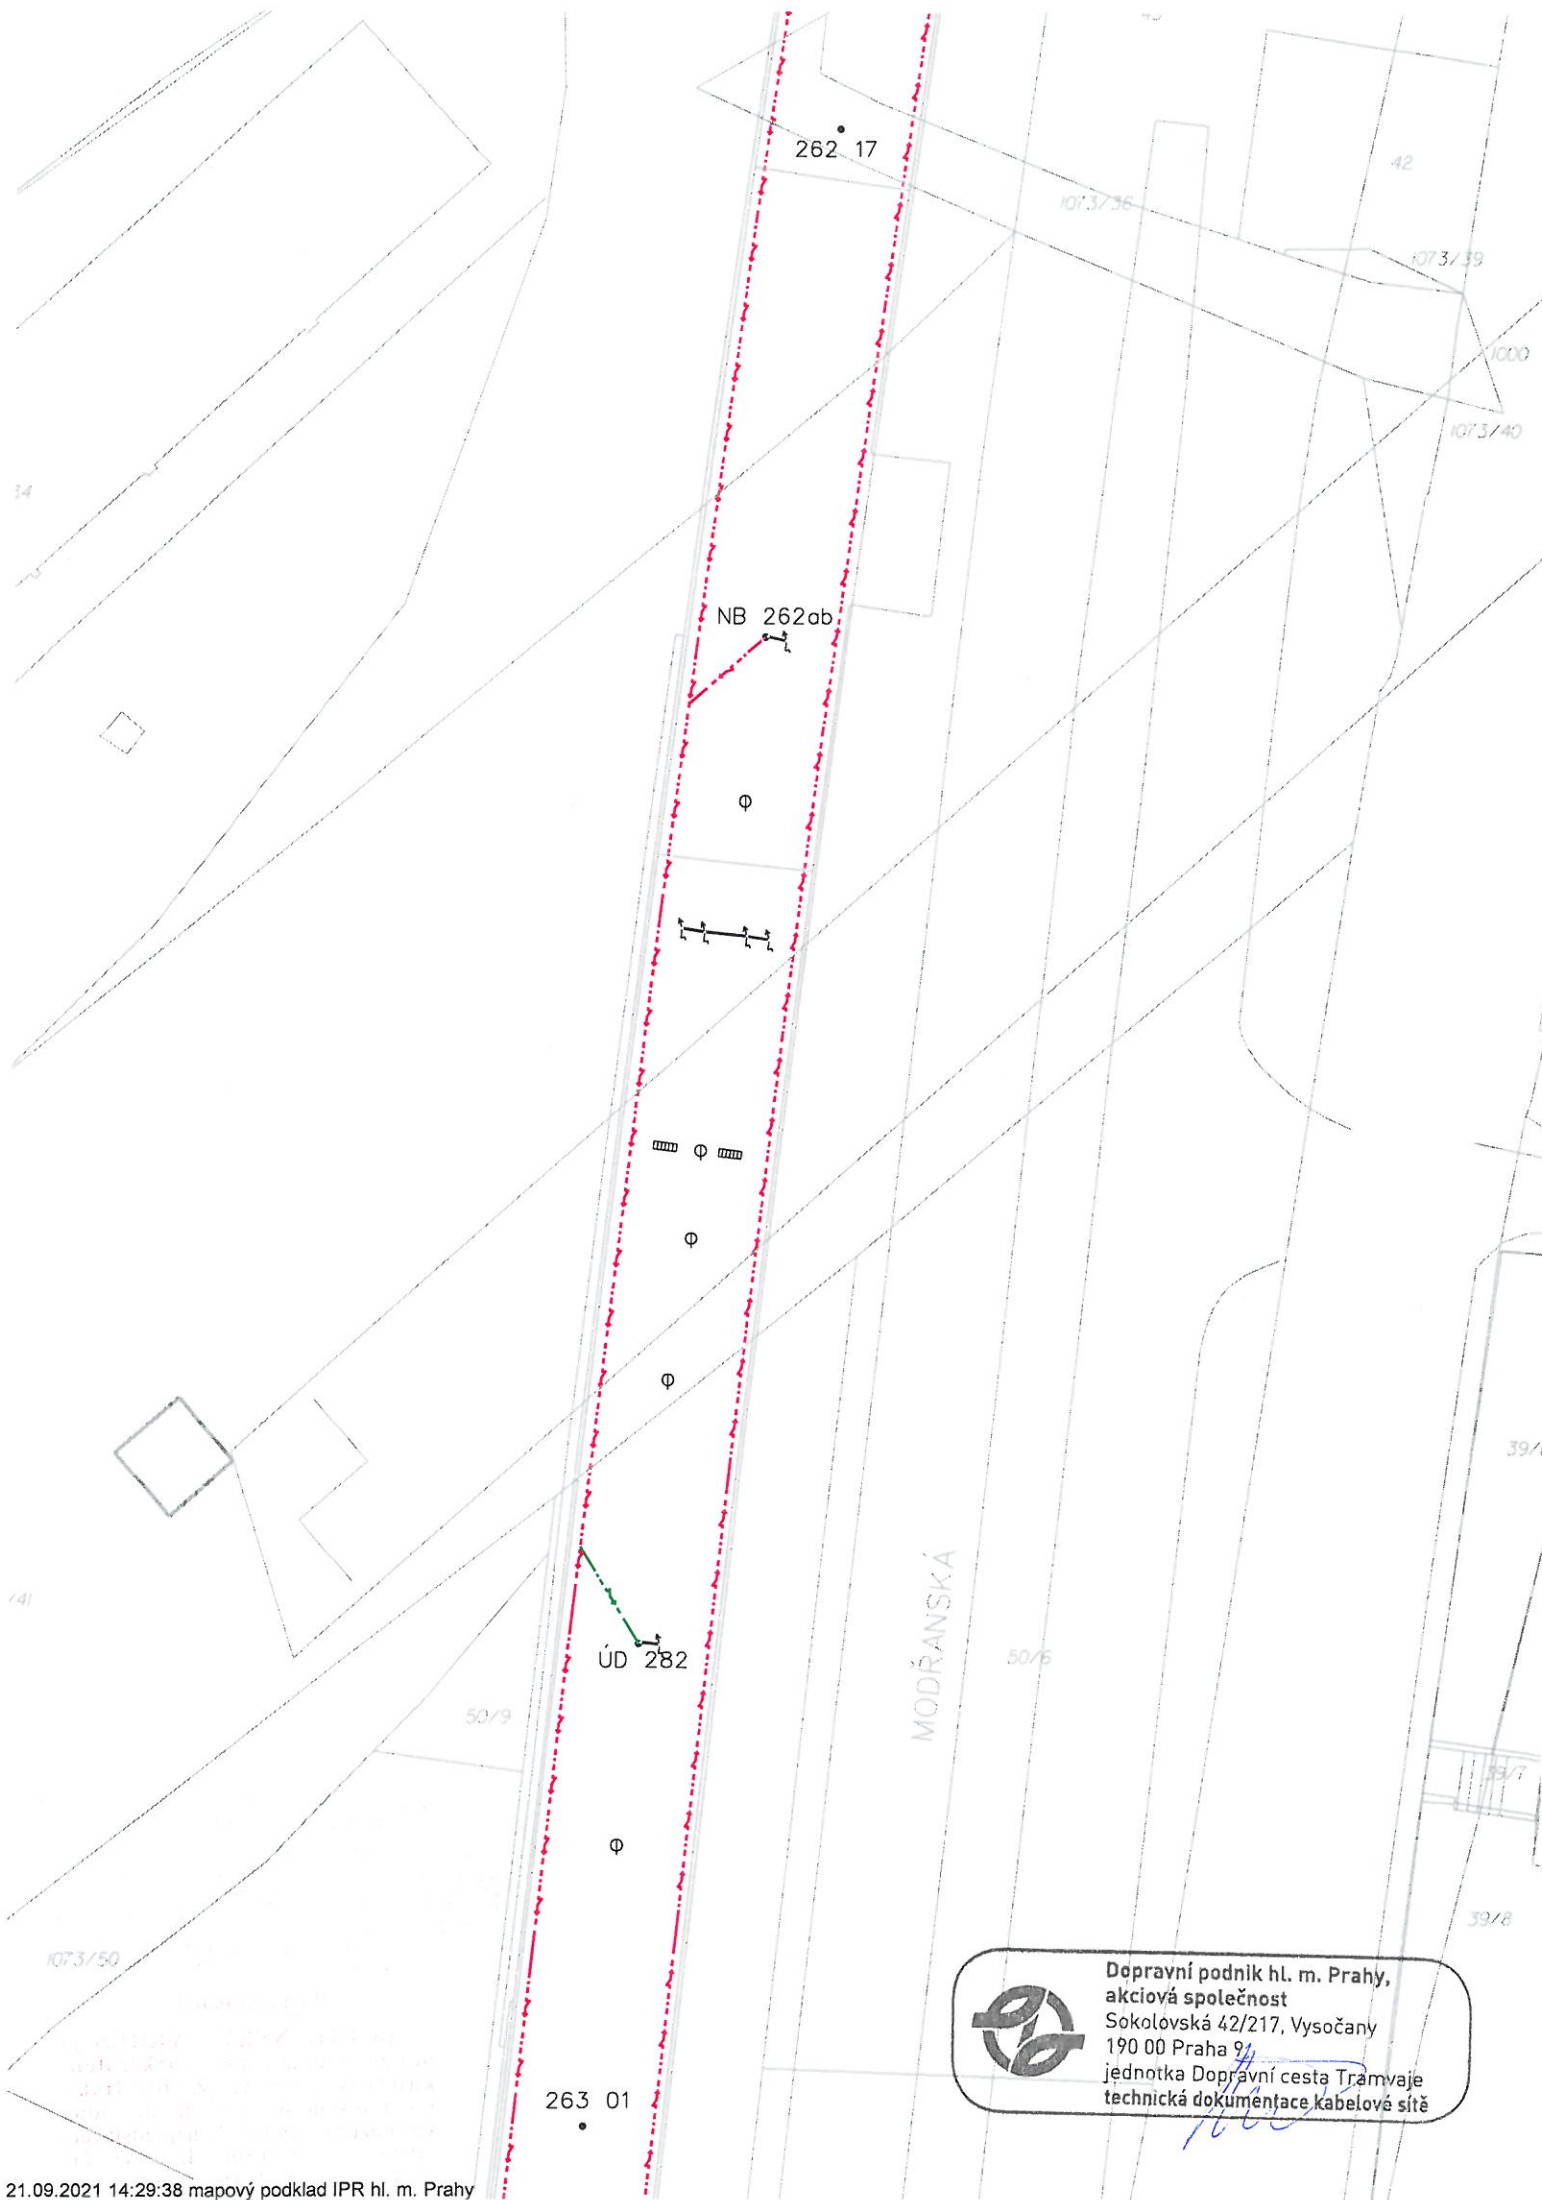 262 17
42
1073/36
1073/39
1000
1073/40
34
NB 262ab
39/6
MODŘANSKÁ
/41
ÚD 282
50/6
50/9
39/7
39/8
1073/50
Dopravní podnik hl. m. Prahy,
akciová společnost
Sokolovská 42/217, Vysočany
190 00 Praha 9
jednotka Dopravní cesta Tramvaje
technická dokumentace kabelové sítě
263 01
21.09.2021 14:29:38 mapový podklad IPR hl. m. Prahy